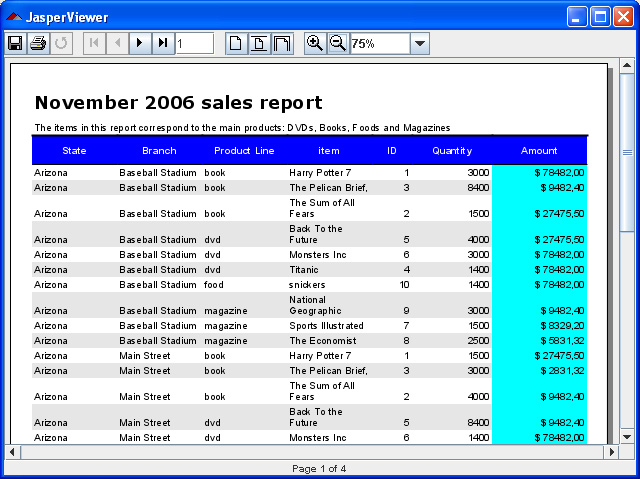 JasperViewer
1
75%
November 2006 sales report
The items in this report correspond to the main products: DVDs, Books, Foods and Magazines
State Branch Product Line item ID Quantity Amount
Arizona Baseball Stadium book Harry Potter 7 1 3000 $ 78482,00
Arizona Baseball Stadium book The Pelican Brief, 3 8400 $ 9482,40
The Sum of All
Arizona Baseball Stadium book Fears 2 1500 $ 27475,50
Back To the
Arizona Baseball Stadium dvd Future 5 4000 $ 27475,50
Arizona Baseball Stadium dvd Monsters Inc 6 3000 $ 78482,00
Arizona Baseball Stadium dvd Titanic 4 1400 $ 78482,00
Arizona Baseball Stadium food snickers 10 1400 $ 78482,00
National
Arizona Baseball Stadium magazine Geographic 9 3000 $ 9482,40
Arizona Baseball Stadium magazine Sports Illustrated 7 1500 $ 8329,20
Arizona Baseball Stadium magazine The Economist 8 2500 $ 5831,32
Arizona Main Street book Harry Potter 7 1 1500 $ 27475,50
Arizona Main Street book The Pelican Brief, 3 3000 $ 2831,32
The Sum of All
Arizona Main Street book Fears 2 4000 $ 9482,40
Back To the
Arizona Main Street dvd Future 5 8400 $ 9482,40
Arizona Main Street dvd Monsters Inc 6 1400 $ 78482,00
Page 1 of 4